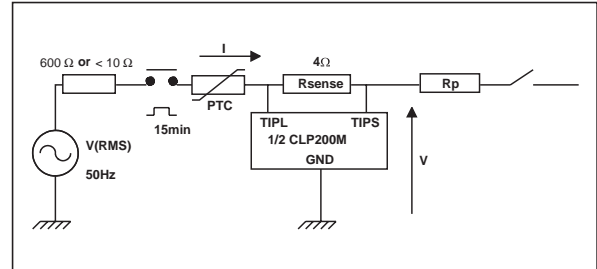 I
600 Ω or < 10 Ω
4Ω
Rsense
Rp
PTC
15min
TIPL TIPS
1/2 CLP200M
GND
V(RMS)
50Hz
V